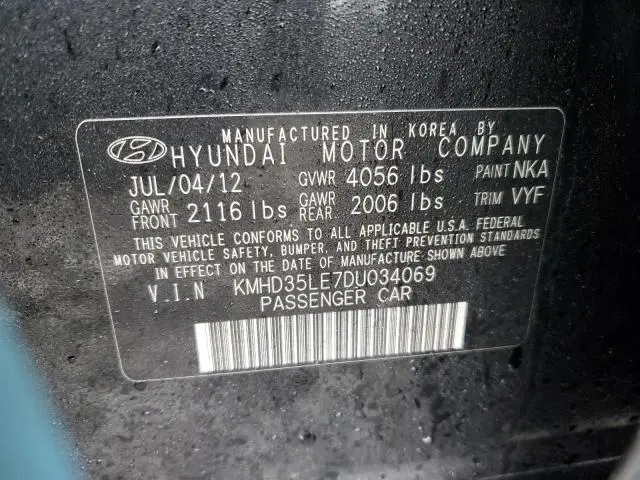 MANUFACTURED IN KOREA BY
HYUNDAI MOTOR COMPANY
JUL/04/12 GVWR 4056 lbs PAINT NKA
GAWR FRONT 2116 lbs GAWR REAR. 2006 lbs TRIM VYF
THIS VEHICLE CONFORMS TO ALL APPLICABLE U.S.A. FEDERAL
MOTOR VEHICLE SAFETY, BUMPER, AND THEFT PREVENTION STANDARDS
IN EFFECT ON THE DATE OF MANUFACTURE SHOWN ABOVE
V.I.N KMHD35LE7DU034069
PASSENGER CAR